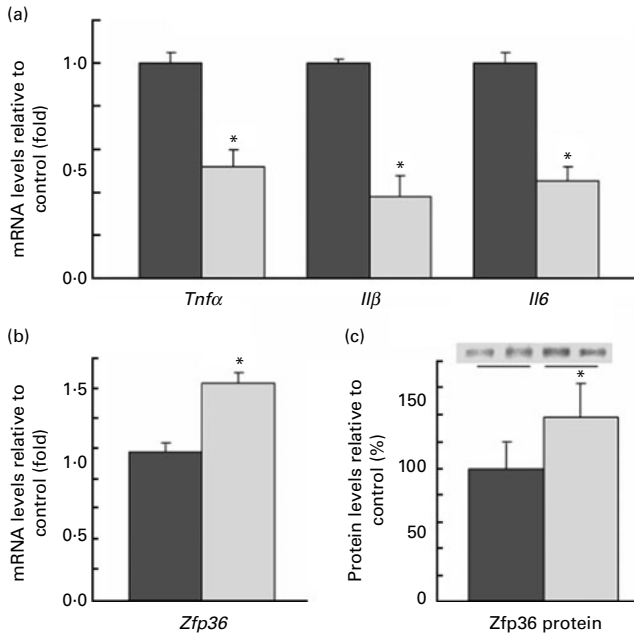 (a)
mRNA levels relative to
control (fold)
1·0
0·5
0·0
*
*
*
Tnfα
Ilβ
Il6
(b)
mRNA levels relative to
control (fold)
1·5
1·0
0·5
0·0
*
Zfp36
(c)
Protein levels relative to
control (%)
150
100
50
0
*
Zfp36 protein